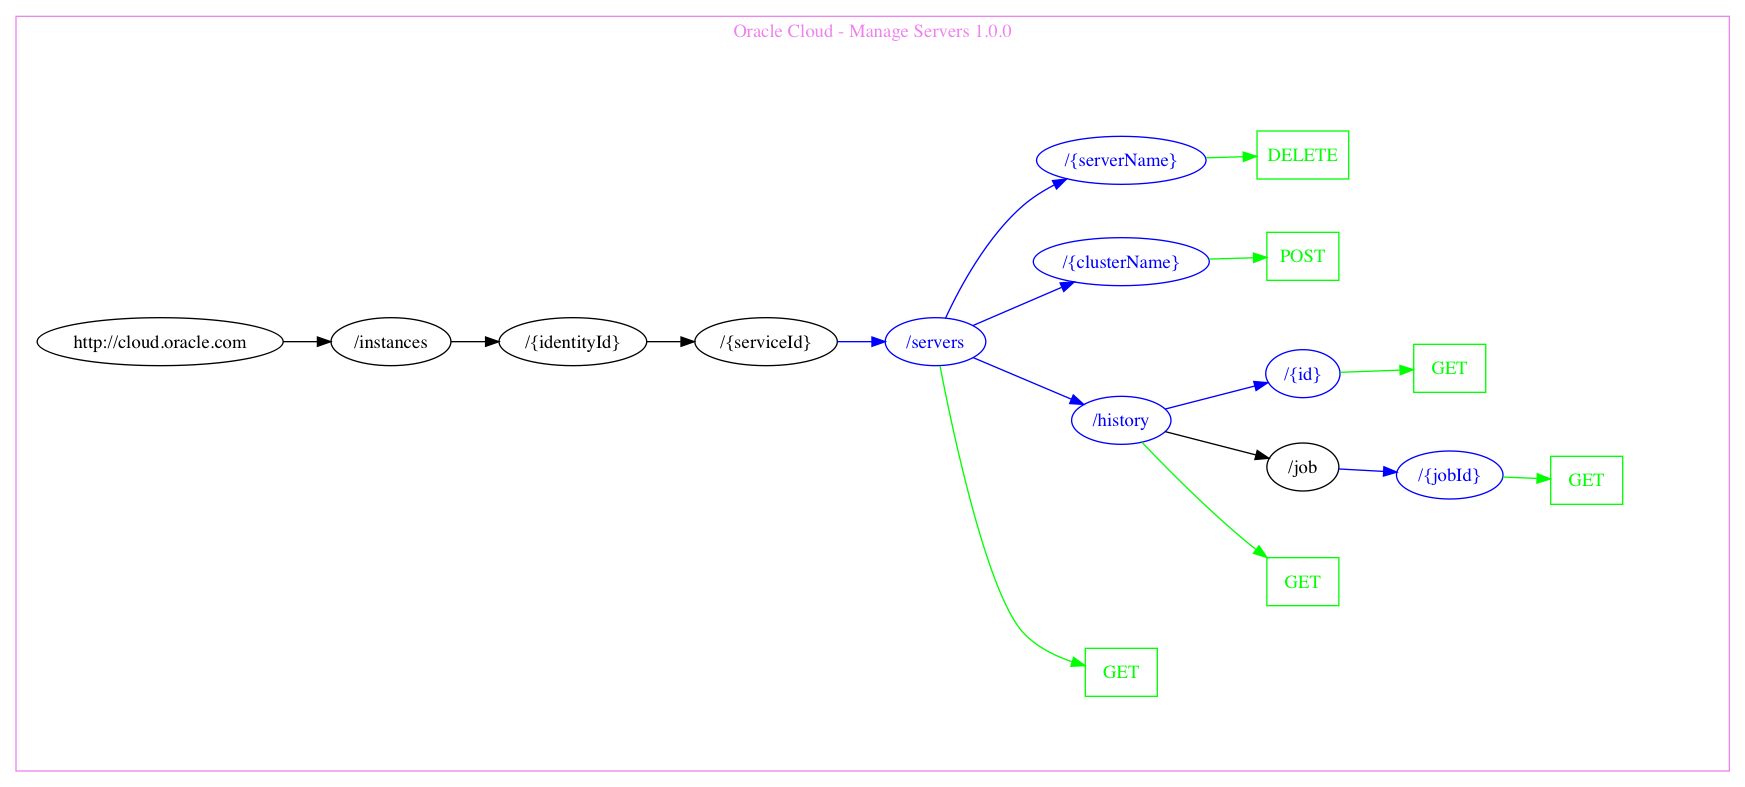 Oracle Cloud - Manage Servers 1.0.0
/{serverName}
DELETE
/{clusterName}
POST
http://cloud.oracle.com
/instances
/{identityId}
/{serviceId}
/servers
/{id}
GET
/history
/job
/{jobId}
GET
GET
GET